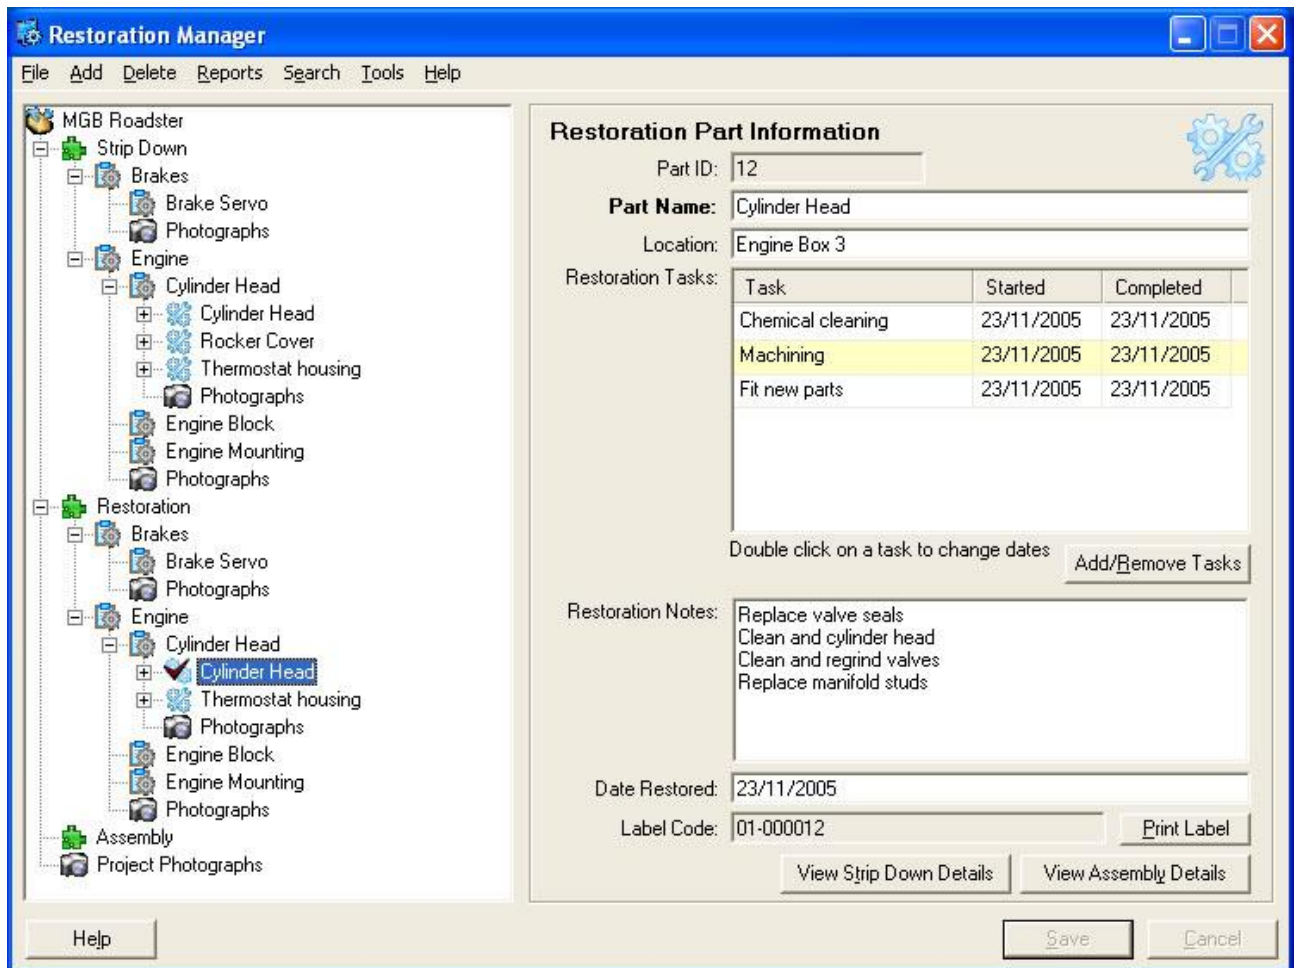 Restoration Manager
File Add Delete Reports Search Tools Help
MGB Roadster
Strip Down
Brakes
Brake Servo
Photographs
Engine
Cylinder Head
Cylinder Head
Rocker Cover
Thermostat housing
Photographs
Engine Block
Engine Mounting
Photographs
Restoration
Brakes
Brake Servo
Photographs
Engine
Cylinder Head
Cylinder Head
Thermostat housing
Photographs
Engine Block
Engine Mounting
Photographs
Assembly
Project Photographs
Restoration Part Information
Part ID: 12
Part Name: Cylinder Head
Location: Engine Box 3
Restoration Tasks:
Task Started Completed
Chemical cleaning 23/11/2005 23/11/2005
Machining 23/11/2005 23/11/2005
Fit new parts 23/11/2005 23/11/2005
Double click on a task to change dates
Add/Remove Tasks
Restoration Notes:
Replace valve seals
Clean and cylinder head
Clean and regrind valves
Replace manifold studs
Date Restored: 23/11/2005
Label Code: 01-000012 Print Label
View Strip Down Details View Assembly Details
Help Save Cancel